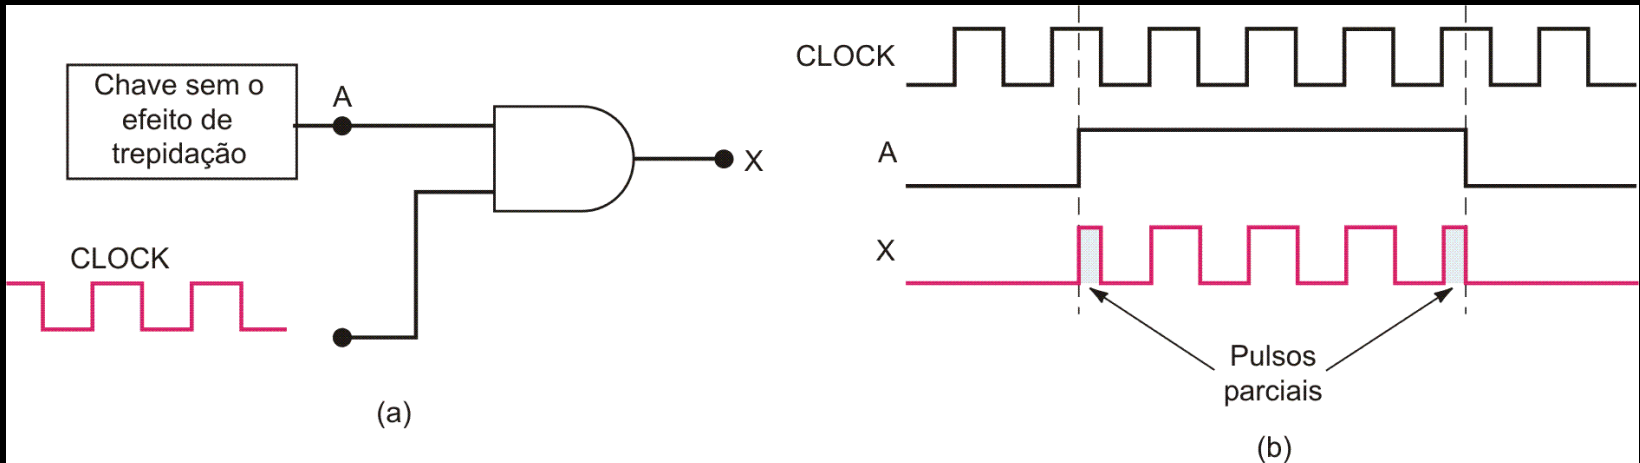 Chave sem o
efeito de
trepidação
A
X
CLOCK
(a)
CLOCK
A
X
Pulsos
parciais
(b)